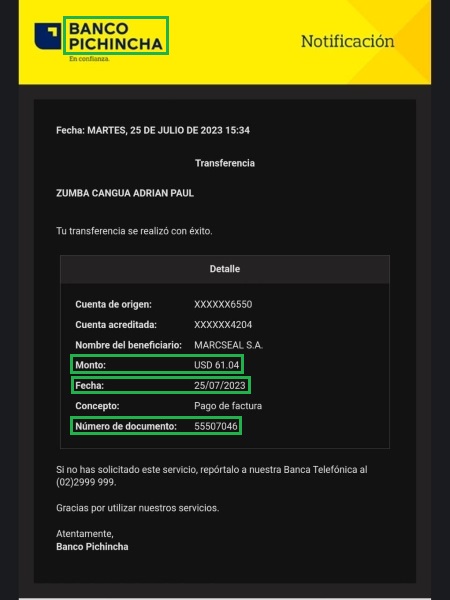 BANCO
PICHINCHA
En confianza.
Notificación
Fecha: MARTES, 25 DE JULIO DE 2023 15:34
Transferencia
ZUMBA CANGUA ADRIAN PAUL
Tu transferencia se realizó con éxito.
Detalle
Cuenta de origen: XXXXXX6550
Cuenta acreditada: XXXXXX4204
Nombre del beneficiario: MARCSEAL S.A.
Monto: USD 61.04
Fecha: 25/07/2023
Concepto: Pago de factura
Número de documento: 55507046
Si no has solicitado este servicio, repórtalo a nuestra Banca Telefónica al
(02)2999 999.
Gracias por utilizar nuestros servicios.
Atentamente,
Banco Pichincha